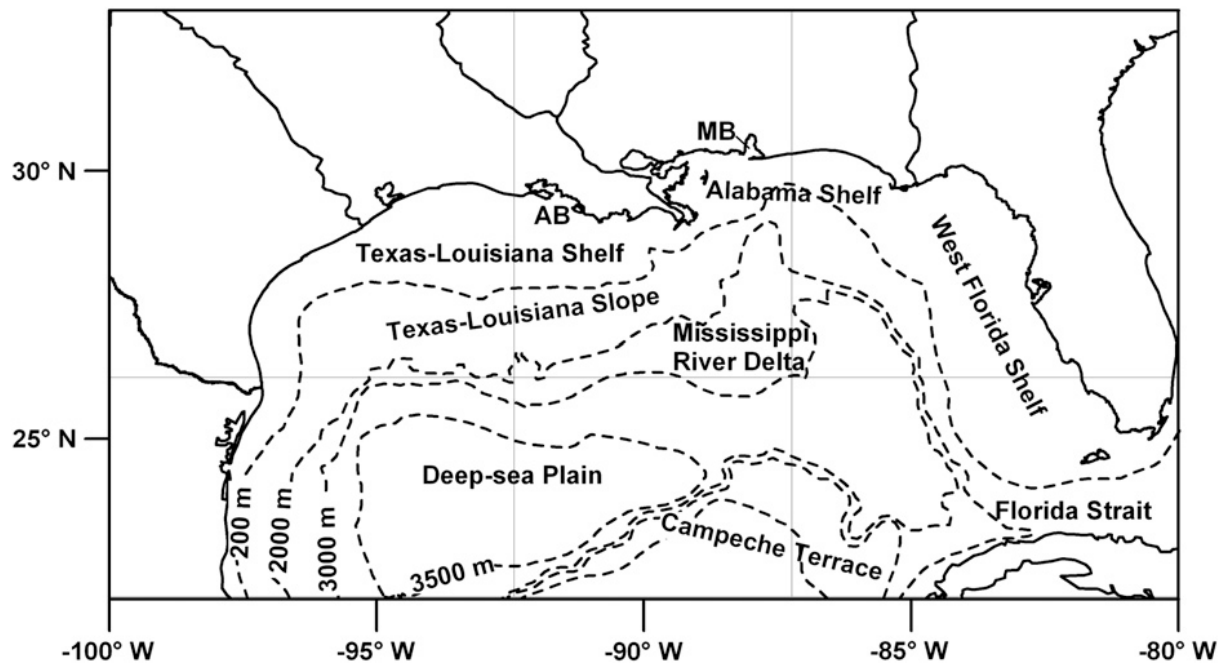 MB
30° N
Alabama Shelf
AB
Texas-Louisiana Shelf
West Florida Shelf
Texas-Louisiana Slope
Mississippi
River Delta
25° N
Deep-sea Plain
200 m
2000 m
3000 m
3500 m
Campeche Terrace
Florida Strait
-100° W
-95° W
-90° W
-85° W
-80° W